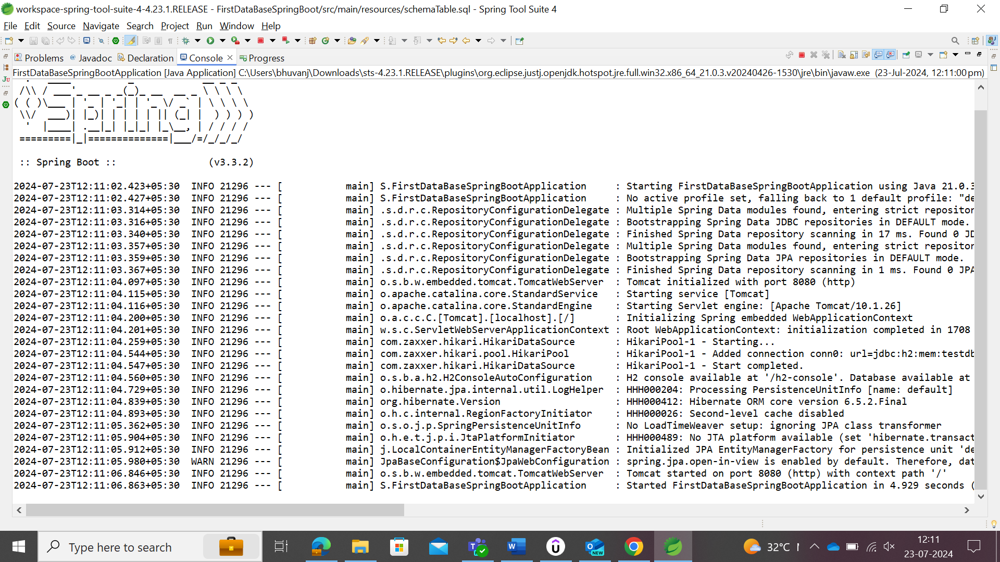 workspace-spring-tool-suite-4-4.23.1.RELEASE - FirstDataBaseSpringBoot/src/main/resources/schemaTable.sql - Spring Tool Suite 4
File Edit Source Navigate Search Project Run Window Help
Problems Javadoc Declaration Console Progress
FirstDataBaseSpringBootApplication [Java Application] C:\Users\bhuvanj\Downloads\sts-4.23.1.RELEASE\plugins\org.eclipse.justj.openjdk.hotspot.jre.full.win32.x86_64_21.0.3.v20240426-1530\jre\bin\javaw.exe (23-Jul-2024, 12:11:00 pm)
Spring
:: Spring Boot :: (v3.3.2)
2024-07-23T12:11:02.423+05:30 INFO 21296 --- [ main] S.FirstDataBaseSpringBootApplication : Starting FirstDataBaseSpringBootApplication using Java 21.0.3
2024-07-23T12:11:02.427+05:30 INFO 21296 --- [ main] S.FirstDataBaseSpringBootApplication : No active profile set, falling back to 1 default profile: "de
2024-07-23T12:11:03.314+05:30 INFO 21296 --- [ main] .s.d.r.c.RepositoryConfigurationDelegate : Multiple Spring Data modules found, entering strict repositor
2024-07-23T12:11:03.316+05:30 INFO 21296 --- [ main] .s.d.r.c.RepositoryConfigurationDelegate : Bootstrapping Spring Data JDBC repositories in DEFAULT mode.
2024-07-23T12:11:03.340+05:30 INFO 21296 --- [ main] .s.d.r.c.RepositoryConfigurationDelegate : Finished Spring Data repository scanning in 17 ms. Found 0 JD
2024-07-23T12:11:03.357+05:30 INFO 21296 --- [ main] .s.d.r.c.RepositoryConfigurationDelegate : Multiple Spring Data modules found, entering strict repositor
2024-07-23T12:11:03.359+05:30 INFO 21296 --- [ main] .s.d.r.c.RepositoryConfigurationDelegate : Bootstrapping Spring Data JPA repositories in DEFAULT mode.
2024-07-23T12:11:03.367+05:30 INFO 21296 --- [ main] .s.d.r.c.RepositoryConfigurationDelegate : Finished Spring Data repository scanning in 1 ms. Found 0 JPA
2024-07-23T12:11:04.097+05:30 INFO 21296 --- [ main] o.s.b.w.embedded.tomcat.TomcatWebServer : Tomcat initialized with port 8080 (http)
2024-07-23T12:11:04.115+05:30 INFO 21296 --- [ main] o.apache.catalina.core.StandardService : Starting service [Tomcat]
2024-07-23T12:11:04.116+05:30 INFO 21296 --- [ main] o.apache.catalina.core.StandardEngine : Starting Servlet engine: [Apache Tomcat/10.1.26]
2024-07-23T12:11:04.200+05:30 INFO 21296 --- [ main] o.a.c.c.C.[Tomcat].[localhost].[/] : Initializing Spring embedded WebApplicationContext
2024-07-23T12:11:04.201+05:30 INFO 21296 --- [ main] w.s.c.ServletWebServerApplicationContext : Root WebApplicationContext: initialization completed in 1708
2024-07-23T12:11:04.259+05:30 INFO 21296 --- [ main] com.zaxxer.hikari.HikariDataSource : HikariPool-1 - Starting...
2024-07-23T12:11:04.544+05:30 INFO 21296 --- [ main] com.zaxxer.hikari.pool.HikariPool : HikariPool-1 - Added connection conn0: url=jdbc:h2:mem:testdb
2024-07-23T12:11:04.547+05:30 INFO 21296 --- [ main] com.zaxxer.hikari.HikariDataSource : HikariPool-1 - Start completed.
2024-07-23T12:11:04.560+05:30 INFO 21296 --- [ main] o.s.b.a.h2.H2ConsoleAutoConfiguration : H2 console available at '/h2-console'. Database available at
2024-07-23T12:11:04.729+05:30 INFO 21296 --- [ main] o.hibernate.jpa.internal.util.LogHelper : HHH000204: Processing PersistenceUnitInfo [name: default]
2024-07-23T12:11:04.839+05:30 INFO 21296 --- [ main] org.hibernate.Version : HHH000412: Hibernate ORM core version 6.5.2.Final
2024-07-23T12:11:04.893+05:30 INFO 21296 --- [ main] o.h.c.internal.RegionFactoryInitiator : HHH000026: Second-level cache disabled
2024-07-23T12:11:05.362+05:30 INFO 21296 --- [ main] o.s.o.j.p.SpringPersistenceUnitInfo : No LoadTimeWeaver setup: ignoring JPA class transformer
2024-07-23T12:11:05.904+05:30 INFO 21296 --- [ main] o.h.e.t.j.p.i.JtaPlatformInitiator : HHH000489: No JTA platform available (set 'hibernate.transact
2024-07-23T12:11:05.912+05:30 INFO 21296 --- [ main] j.LocalContainerEntityManagerFactoryBean : Initialized JPA EntityManagerFactory for persistence unit 'de
2024-07-23T12:11:05.980+05:30 WARN 21296 --- [ main] JpaBaseConfiguration$JpaWebConfiguration : spring.jpa.open-in-view is enabled by default. Therefore, dat
2024-07-23T12:11:06.846+05:30 INFO 21296 --- [ main] o.s.b.w.embedded.tomcat.TomcatWebServer : Tomcat started on port 8080 (http) with context path '/'
2024-07-23T12:11:06.863+05:30 INFO 21296 --- [ main] S.FirstDataBaseSpringBootApplication : Started FirstDataBaseSpringBootApplication in 4.929 seconds (
Type here to search
32°C
12:11
23-07-2024